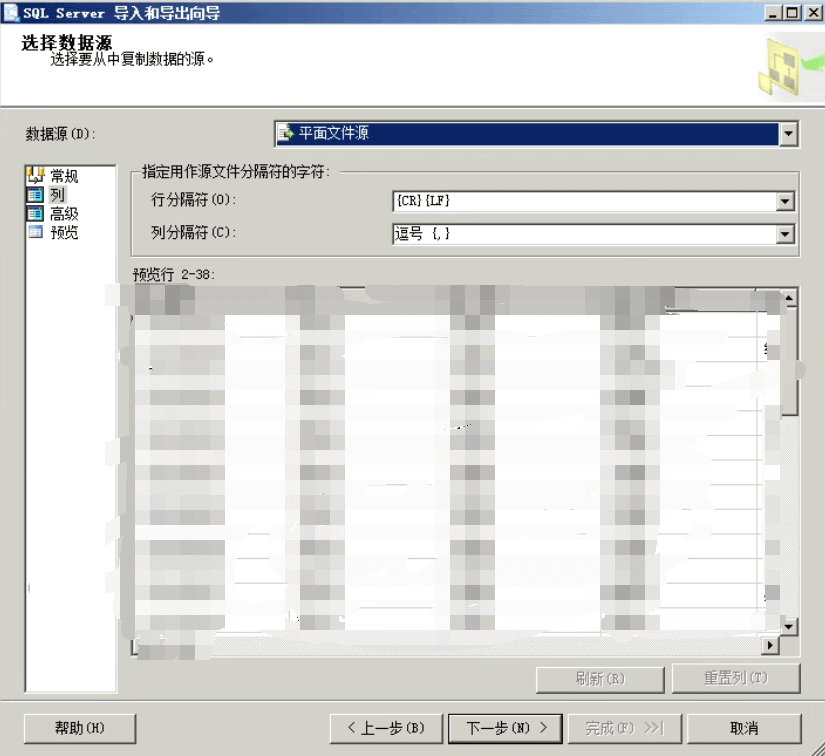 SQL Server 导入和导出向导
选择数据源
选择要从中复制数据的源。
数据源(D):
平面文件源
常规
列
高级
预览
指定用作源文件分隔符的字符:
行分隔符(O):
{CR}{LF}
列分隔符(C):
逗号 {,}
预览行 2-38:
刷新(R)
重置列(T)
帮助(H)
< 上一步(B)
下一步(N) >
完成(F) >>|
取消